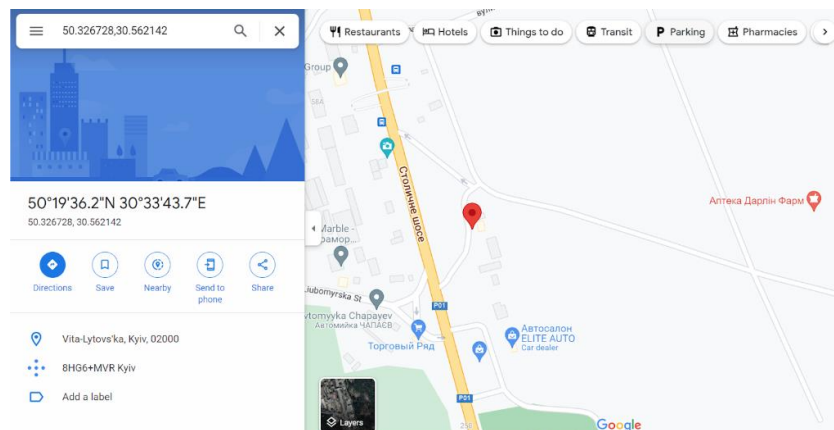 50.326728,30.562142
Restaurants
Hotels
Things to do
Transit
Parking
Pharmacies
50°19'36.2"N 30°33'43.7"E
50.326728, 30.562142
Directions
Save
Nearby
Send to
phone
Share
Vita-Lytovs'ka, Kyiv, 02000
8HG6+MVR Kyiv
Add a label
Group
58А
Столичне шосе
Marble -
рамор...
Liubomyrska St
vtomyyka Chapayev
Автомийка ЧАПАЄВ
Торговый Ряд
P01
Автосалон
ELITE AUTO
Car dealer
Аптека Дарлін Фарм
P01
Layers
Google